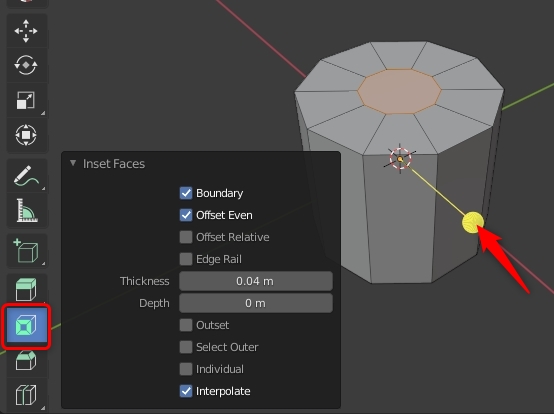 Inset Faces
Boundary
Offset Even
Offset Relative
Edge Rail
Thickness 0.04 m
Depth 0 m
Outset
Select Outer
Individual
Interpolate